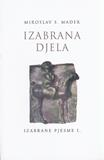 MIROSLAV S. MAĐER
IZABRANA
DJELA
IZABRANE PJESME I.